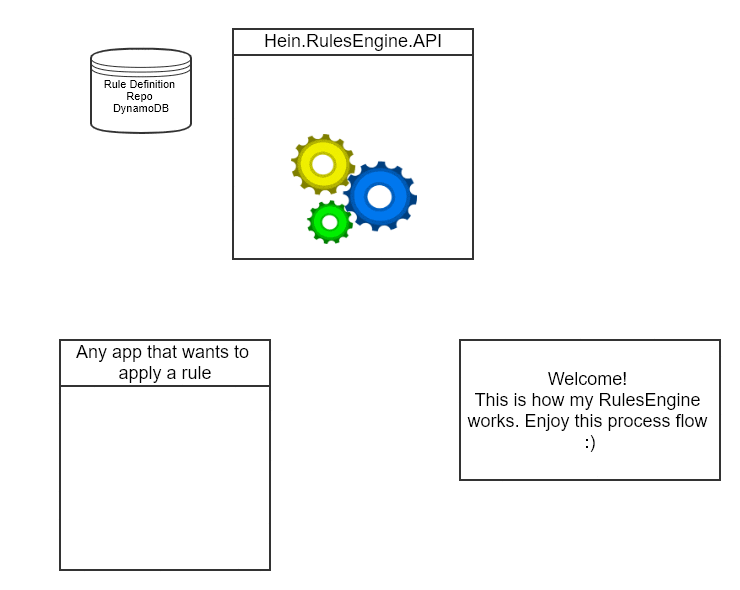 Hein.RulesEngine.API
Rule Definition
Repo
DynamoDB
Any app that wants to
apply a rule
Welcome!
This is how my RulesEngine
works. Enjoy this process flow
:)